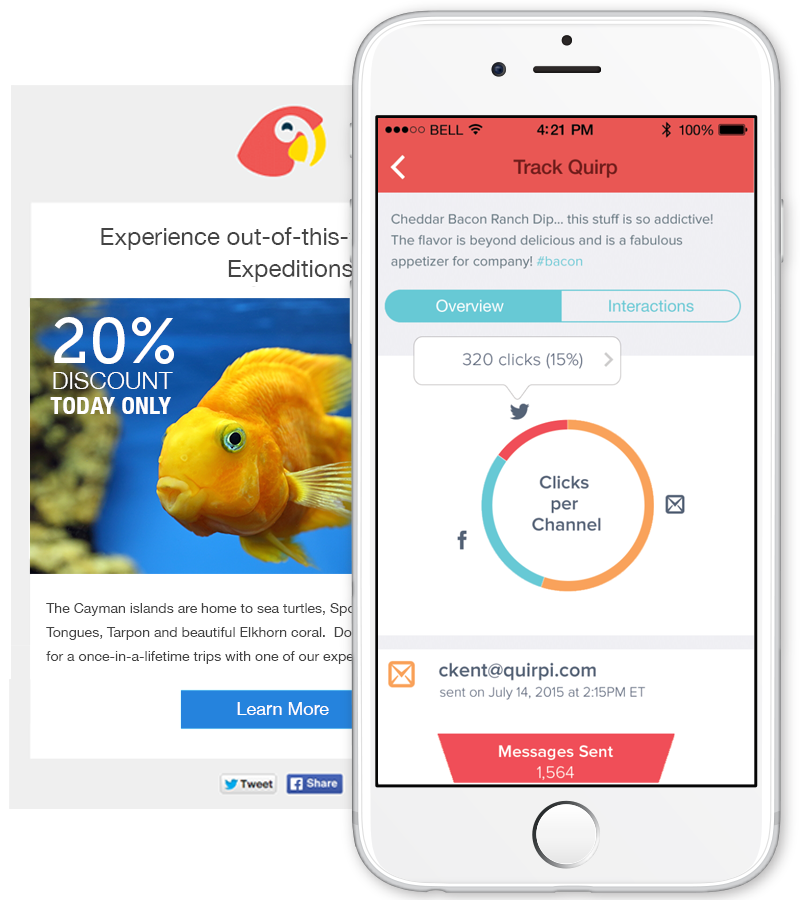 Experience out-of-this-
Expeditions
20%
DISCOUNT
TODAY ONLY
The Cayman islands are home to sea turtles,
Tongues, Tarpon and beautiful Elkhorn coral.
for a once-in-a-lifetime trips with one of our
Learn More
Tweet
Share
BELL 4:21 PM 100%
Track Quirp
Cheddar Bacon Ranch Dip... this stuff is so addictive!
The flavor is beyond delicious and is a fabulous
appetizer for company! #bacon
Overview Interactions
320 clicks (15%)
Clicks
per
Channel
ckent@quirpi.com
sent on July 14, 2015 at 2:15PM ET
Messages Sent
1,564